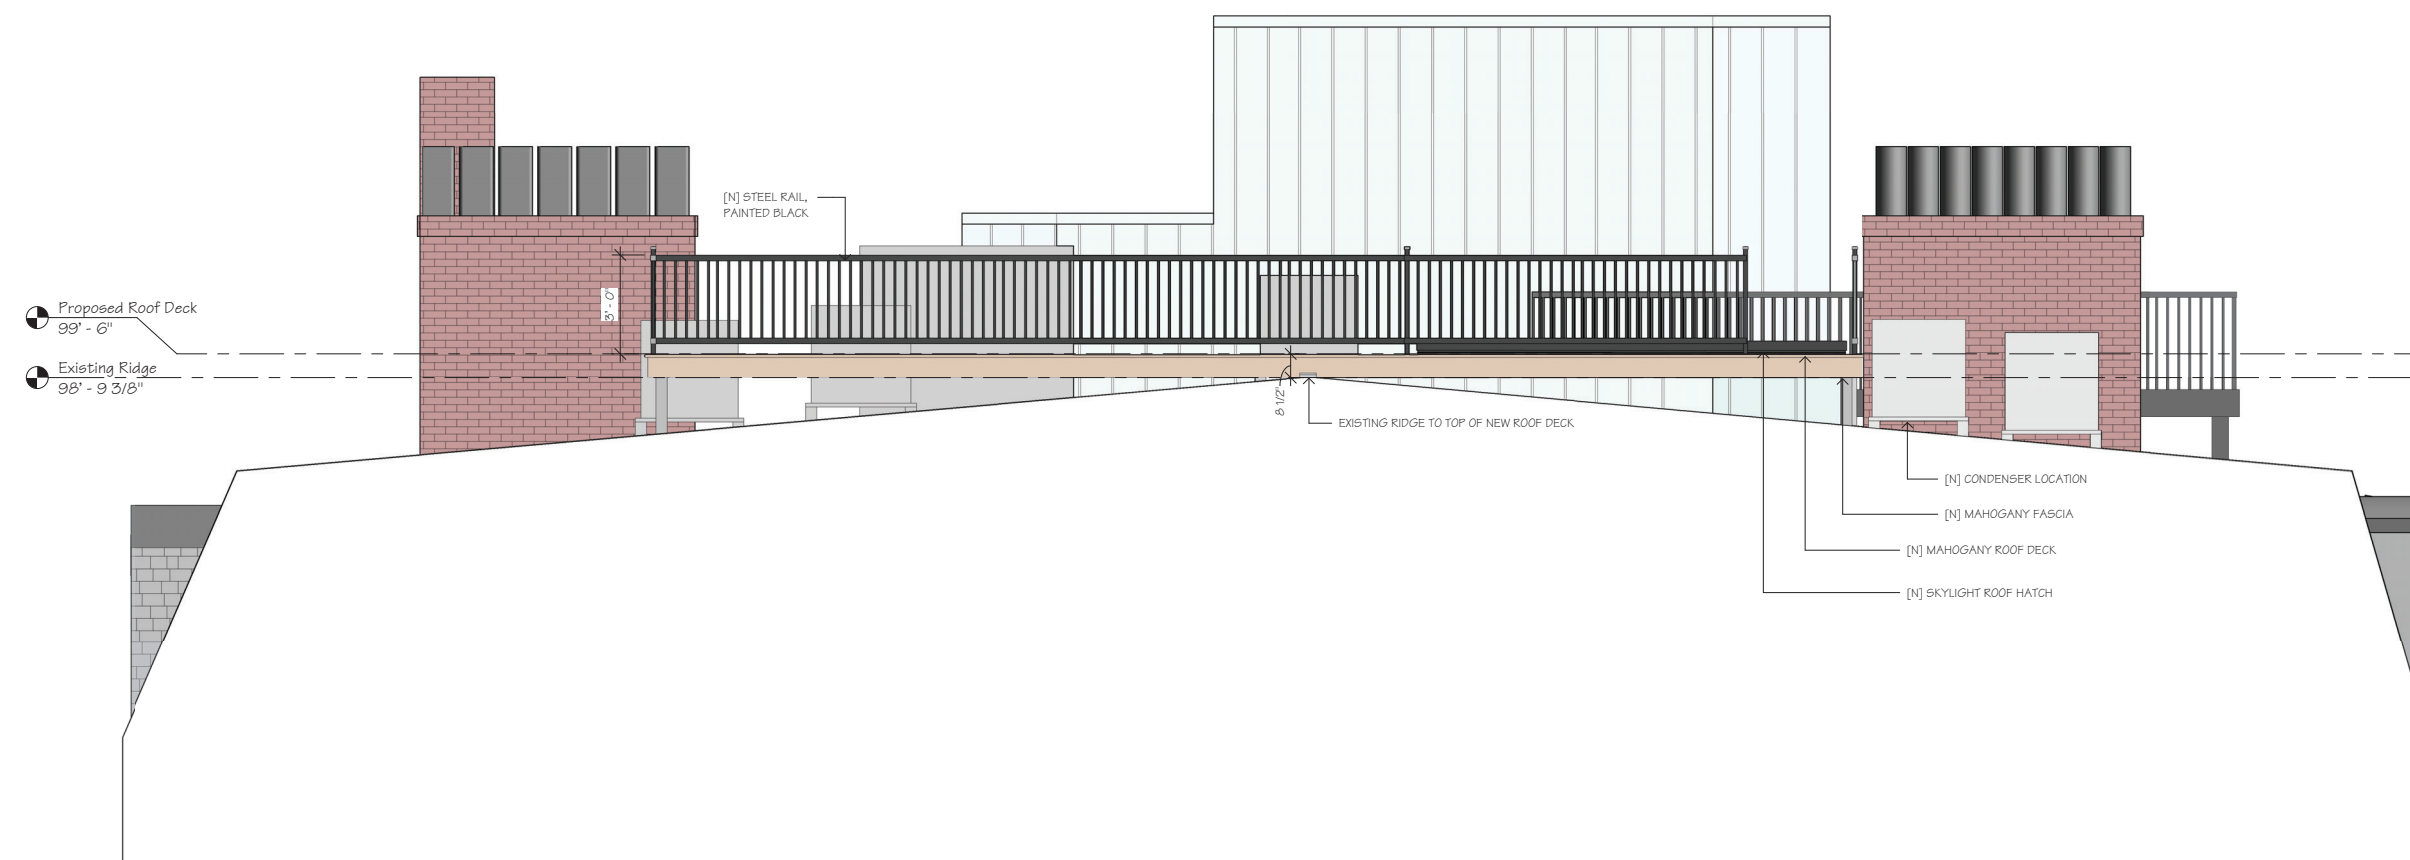 [N] STEEL RAIL,
PAINTED BLACK
3' - 0"
Proposed Roof Deck
99' - 6"
Existing Ridge
98' - 9 3/8"
8 1/2"
EXISTING RIDGE TO TOP OF NEW ROOF DECK
[N] CONDENSER LOCATION
[N] MAHOGANY FASCIA
[N] MAHOGANY ROOF DECK
[N] SKYLIGHT ROOF HATCH